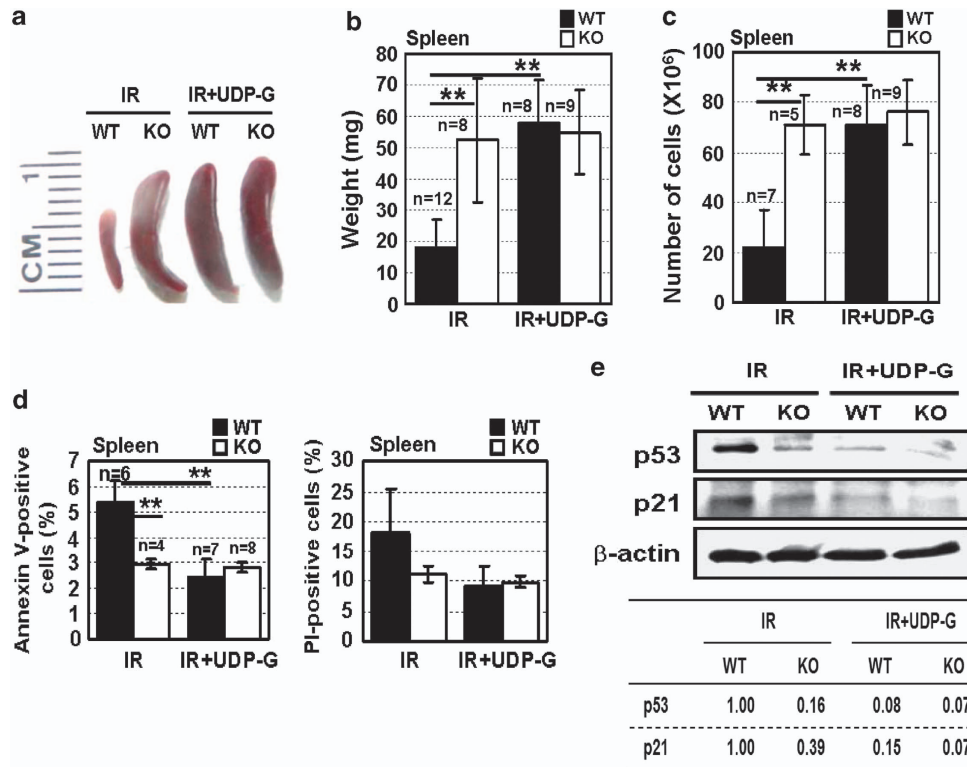 a
IR IR+UDP-G
WT KO WT KO
1
CM
b
WT
KO
Spleen
Weight (mg)
80
70
60
50
40
30
20
10
0
**
**
n=12
n=8
n=8
n=9
IR IR+UDP-G
c
WT
KO
Spleen
Number of cells (X10⁶)
100
80
60
40
20
0
**
**
n=7
n=5
n=8
n=9
IR IR+UDP-G
d
WT
KO
Spleen
Annexin V-positive
cells (%)
7
6
5
4
3
2
1
0
n=6
**
**
n=4
n=7
n=8
IR IR+UDP-G
WT
KO
Spleen
PI-positive cells (%)
30
25
20
15
10
5
0
IR IR+UDP-G
e
IR IR+UDP-G
WT KO WT KO
p53
p21
β-actin
IR IR+UDP-G
WT KO WT KO
p53 1.00 0.16 0.08 0.07
p21 1.00 0.39 0.15 0.07